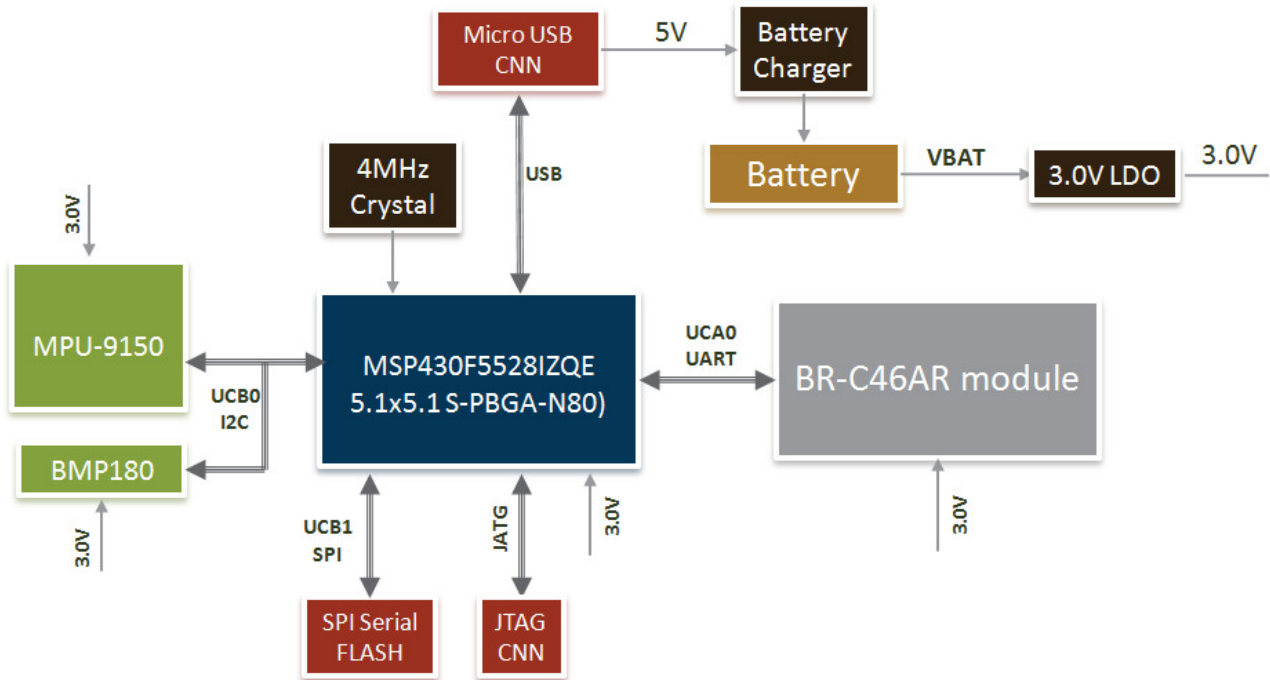 Micro USB
CNN
5V
Battery
Charger
4MHz
Crystal
USB
Battery
VBAT
3.0V LDO
3.0V
3.0V
MPU-9150
UCB0
I2C
BMP180
3.0V
MSP430F5528IZQE
5.1x5.1 S-PBGA-N80)
UCA0
UART
BR-C46AR module
3.0V
UCB1
SPI
JATG
3.0V
SPI Serial
FLASH
JTAG
CNN